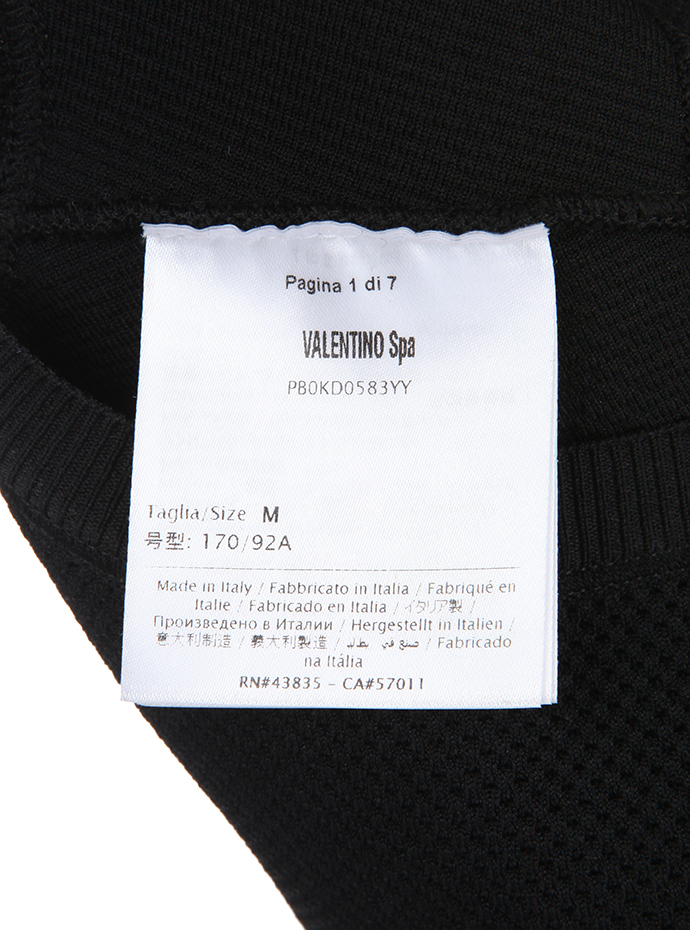 Pagina 1 di 7
VALENTINO Spa
PB0KD0583YY
Taglia/Size M
号型: 170/92A
Made in Italy / Fabbricato in Italia / Fabriqué en
Italie / Fabricado en Italia / イタリア製 /
Произведено в Италии / Hergestellt in Italien /
意大利制造 / 義大利製造 / صنع في يطاليا / Fabricado
na Itália
RN#43835 - CA#57011